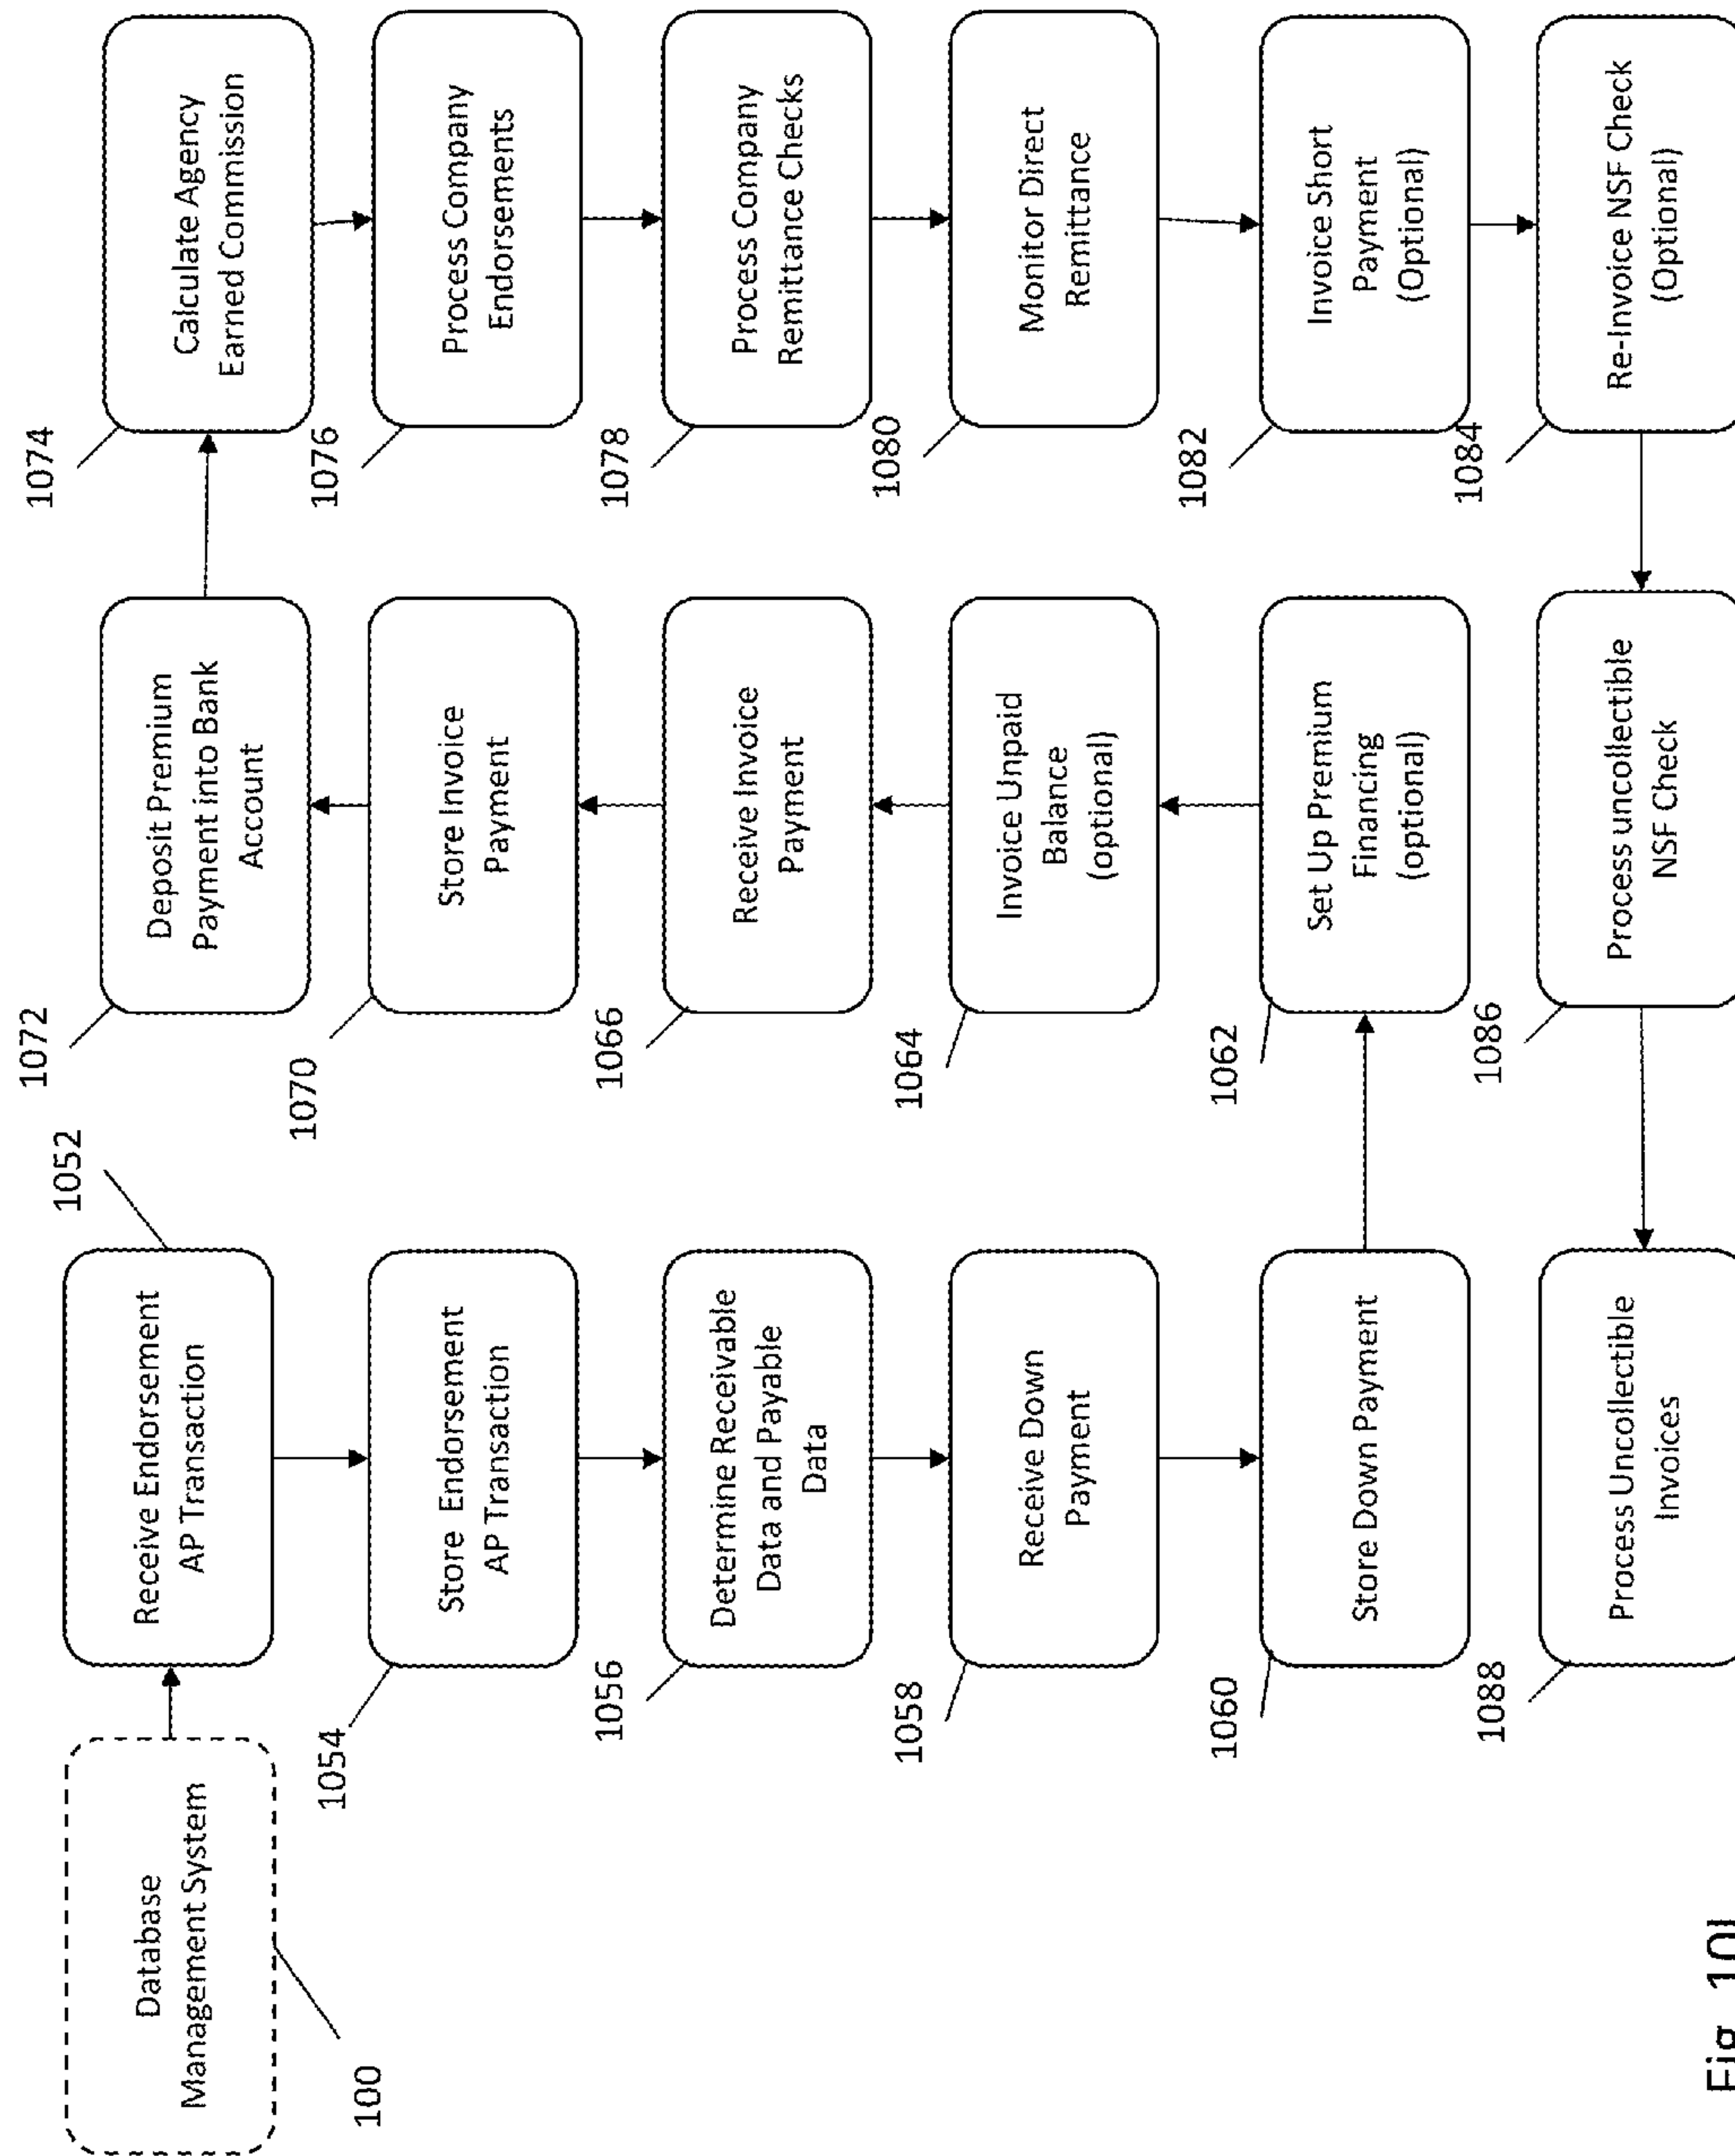 Database
Management System
100
Receive Endorsement
AP Transaction
1052
Store Endorsement
AP Transaction
1054
Determine Receivable
Data and Payable
Data
1056
Receive Down
Payment
1058
Store Down Payment
1060
Set Up Premium
Financing
(optional)
1062
Invoice Unpaid
Balance
(optional)
1064
Receive Invoice
Payment
1066
Store Invoice
Payment
1070
Deposit Premium
Payment into Bank
Account
1072
Calculate Agency
Earned Commission
1074
Process Company
Endorsements
1076
Process Company
Remittance Checks
1078
Monitor Direct
Remittance
1080
Invoice Short
Payment
(Optional)
1082
Re-Invoice NSF Check
(Optional)
1084
Process uncollectible
NSF Check
1086
Process Uncollectible
Invoices
1088